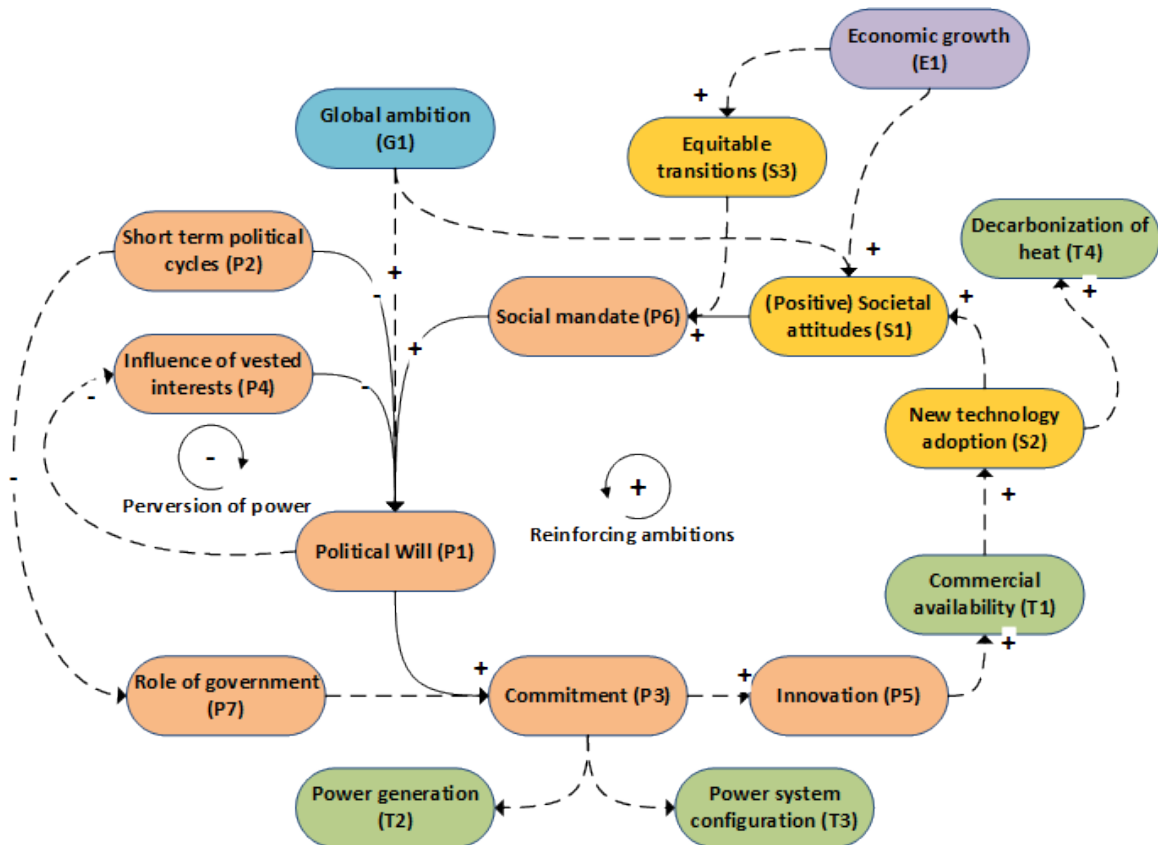 Economic growth
(E1)
+
Global ambition
(G1)
Equitable
transitions (S3)
Short term political
cycles (P2)
Decarbonization of
heat (T4)
+
+
+
-
Social mandate (P6)
(Positive) Societal
attitudes (S1)
+
+
+
Influence of vested
interests (P4)
-
-
New technology
adoption (S2)
-
Perversion of power
+
Reinforcing ambitions
-
+
Political Will (P1)
Commercial
availability (T1)
+
Role of government
(P7)
+
Commitment (P3)
+
Innovation (P5)
Power generation
(T2)
Power system
configuration (T3)